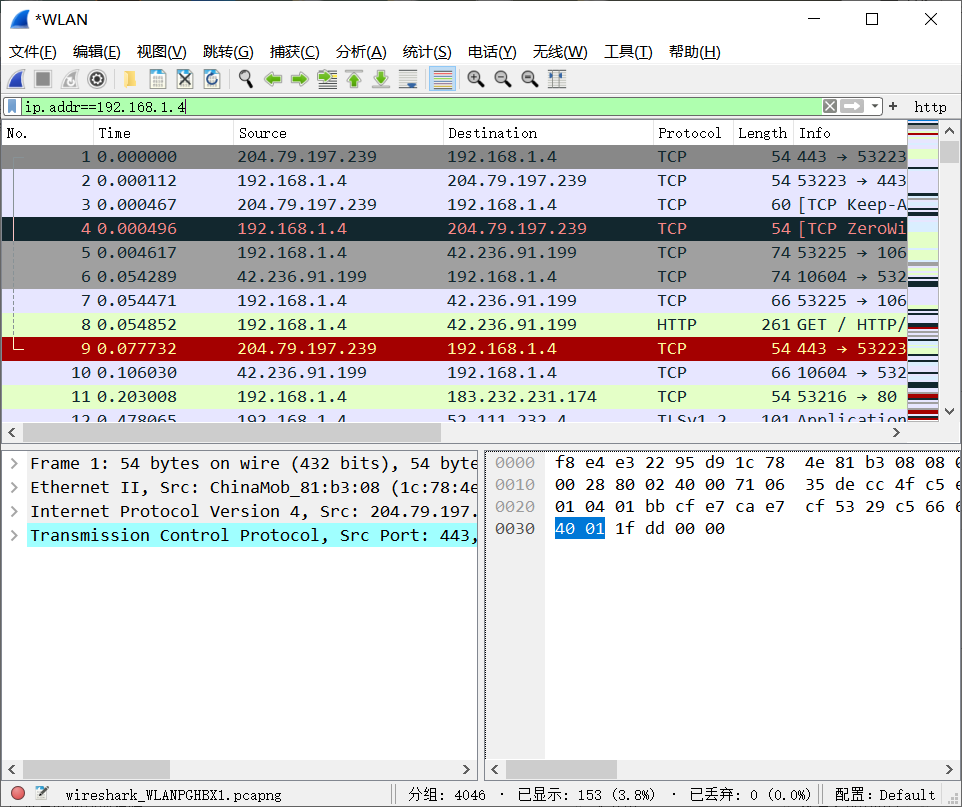 *WLAN
文件(F) 编辑(E) 视图(V) 跳转(G) 捕获(C) 分析(A) 统计(S) 电话(Y) 无线(W) 工具(T) 帮助(H)
ip.addr==192.168.1.4 + http
No. Time Source Destination Protocol Length Info
1 0.000000 204.79.197.239 192.168.1.4 TCP 54 443 → 53223
2 0.000112 192.168.1.4 204.79.197.239 TCP 54 53223 → 443
3 0.000467 204.79.197.239 192.168.1.4 TCP 60 [TCP Keep-A
4 0.000496 192.168.1.4 204.79.197.239 TCP 54 [TCP ZeroWi
5 0.004617 192.168.1.4 42.236.91.199 TCP 74 53225 → 106
6 0.054289 42.236.91.199 192.168.1.4 TCP 74 10604 → 532
7 0.054471 192.168.1.4 42.236.91.199 TCP 66 53225 → 106
8 0.054852 192.168.1.4 42.236.91.199 HTTP 261 GET / HTTP/
9 0.077732 204.79.197.239 192.168.1.4 TCP 54 443 → 53223
10 0.106030 42.236.91.199 192.168.1.4 TCP 66 10604 → 532
11 0.203008 192.168.1.4 183.232.231.174 TCP 54 53216 → 80
12 0.478065 192.168.1.4 52.111.232.4 TLSv1.2 101 Application
Frame 1: 54 bytes on wire (432 bits), 54 byte
Ethernet II, Src: ChinaMob_81:b3:08 (1c:78:4e
Internet Protocol Version 4, Src: 204.79.197.
Transmission Control Protocol, Src Port: 443,
0000 f8 e4 e3 22 95 d9 1c 78 4e 81 b3 08 08 0
0010 00 28 80 02 40 00 71 06 35 de cc 4f c5 e
0020 01 04 01 bb cf e7 ca e7 cf 53 29 c5 66 6
0030 40 01 1f dd 00 00
wireshark_WLANPGHBX1.pcapng 分组: 4046 · 已显示: 153 (3.8%) · 已丢弃: 0 (0.0%) 配置: Default